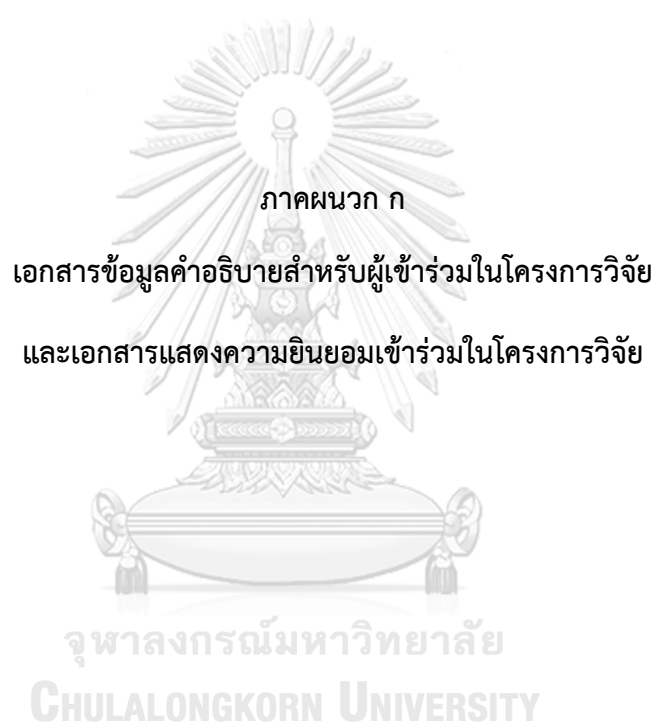 ภาคผนวก ก
เอกสารข้อมูลคำอธิบายสำหรับผู้เข้าร่วมในโครงการวิจัย
และเอกสารแสดงความยินยอมเข้าร่วมในโครงการวิจัย
จุฬาลงกรณ์มหาวิทยาลัย
CHULALONGKORN UNIVERSITY